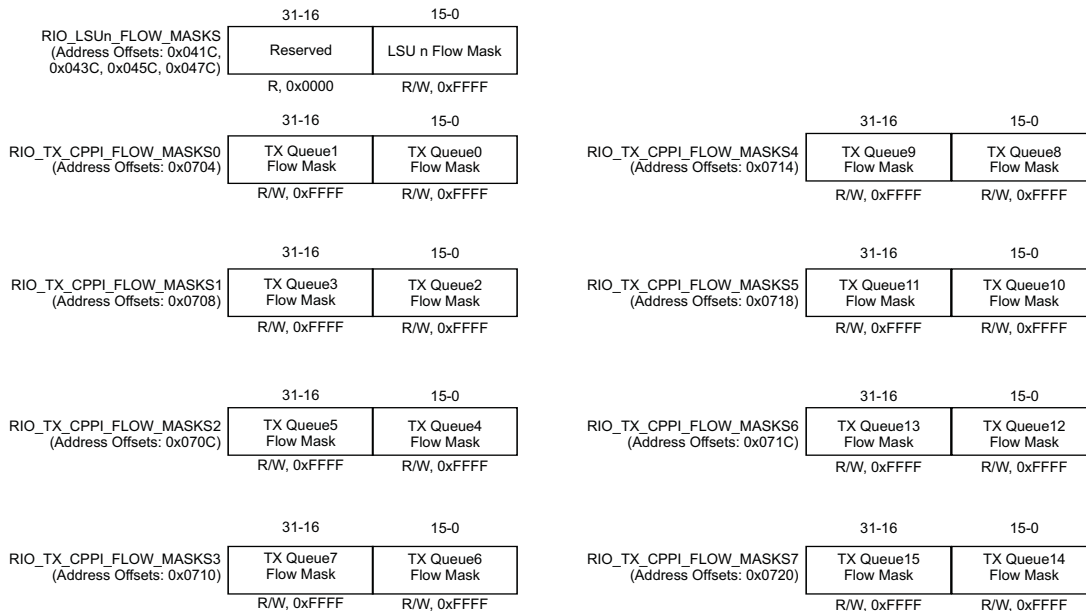 31-16 15-0
RIO_LSUn_FLOW_MASKS
(Address Offsets: 0x041C,
0x043C, 0x045C, 0x047C)
Reserved LSU n Flow Mask
R, 0x0000 R/W, 0xFFFF
31-16 15-0
RIO_TX_CPPI_FLOW_MASKS0
(Address Offsets: 0x0704)
TX Queue1 TX Queue0
Flow Mask Flow Mask
R/W, 0xFFFF R/W, 0xFFFF
31-16 15-0
RIO_TX_CPPI_FLOW_MASKS4
(Address Offsets: 0x0714)
TX Queue9 TX Queue8
Flow Mask Flow Mask
R/W, 0xFFFF R/W, 0xFFFF
31-16 15-0
RIO_TX_CPPI_FLOW_MASKS1
(Address Offsets: 0x0708)
TX Queue3 TX Queue2
Flow Mask Flow Mask
R/W, 0xFFFF R/W, 0xFFFF
31-16 15-0
RIO_TX_CPPI_FLOW_MASKS5
(Address Offsets: 0x0718)
TX Queue11 TX Queue10
Flow Mask Flow Mask
R/W, 0xFFFF R/W, 0xFFFF
31-16 15-0
RIO_TX_CPPI_FLOW_MASKS2
(Address Offsets: 0x070C)
TX Queue5 TX Queue4
Flow Mask Flow Mask
R/W, 0xFFFF R/W, 0xFFFF
31-16 15-0
RIO_TX_CPPI_FLOW_MASKS6
(Address Offsets: 0x071C)
TX Queue13 TX Queue12
Flow Mask Flow Mask
R/W, 0xFFFF R/W, 0xFFFF
31-16 15-0
RIO_TX_CPPI_FLOW_MASKS3
(Address Offsets: 0x0710)
TX Queue7 TX Queue6
Flow Mask Flow Mask
R/W, 0xFFFF R/W, 0xFFFF
31-16 15-0
RIO_TX_CPPI_FLOW_MASKS7
(Address Offsets: 0x0720)
TX Queue15 TX Queue14
Flow Mask Flow Mask
R/W, 0xFFFF R/W, 0xFFFF